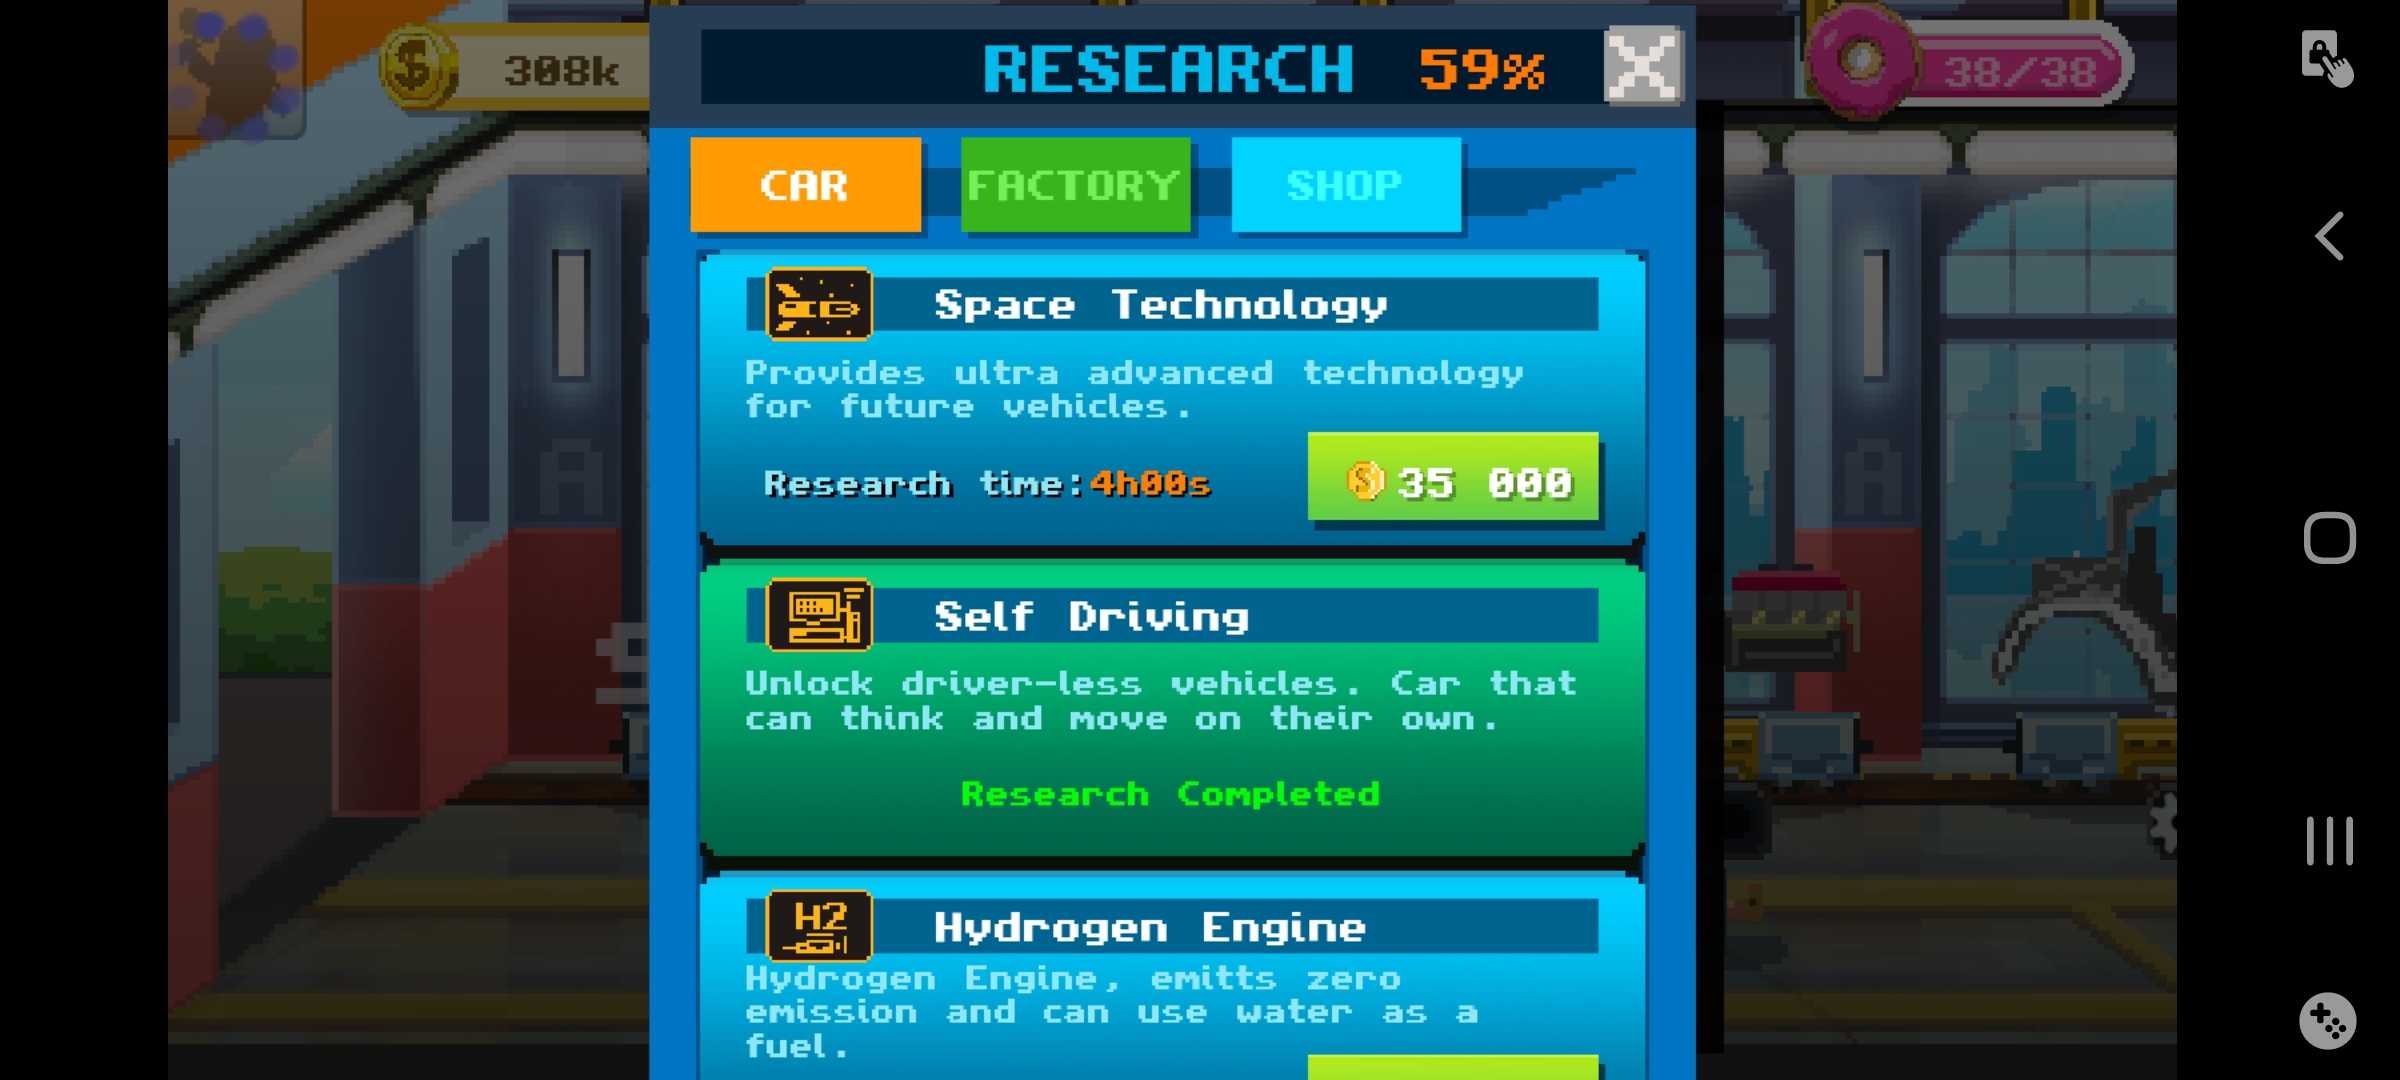 308k
RESEARCH 59%
38/38
CAR FACTORY SHOP
Space Technology
Provides ultra advanced technology
for future vehicles.
Research time:4h00s
35 000
Self Driving
Unlock driver-less vehicles. Car that
can think and move on their own.
Research Completed
H2
Hydrogen Engine
Hydrogen Engine, emitts zero
emission and can use water as a
fuel.
A
A